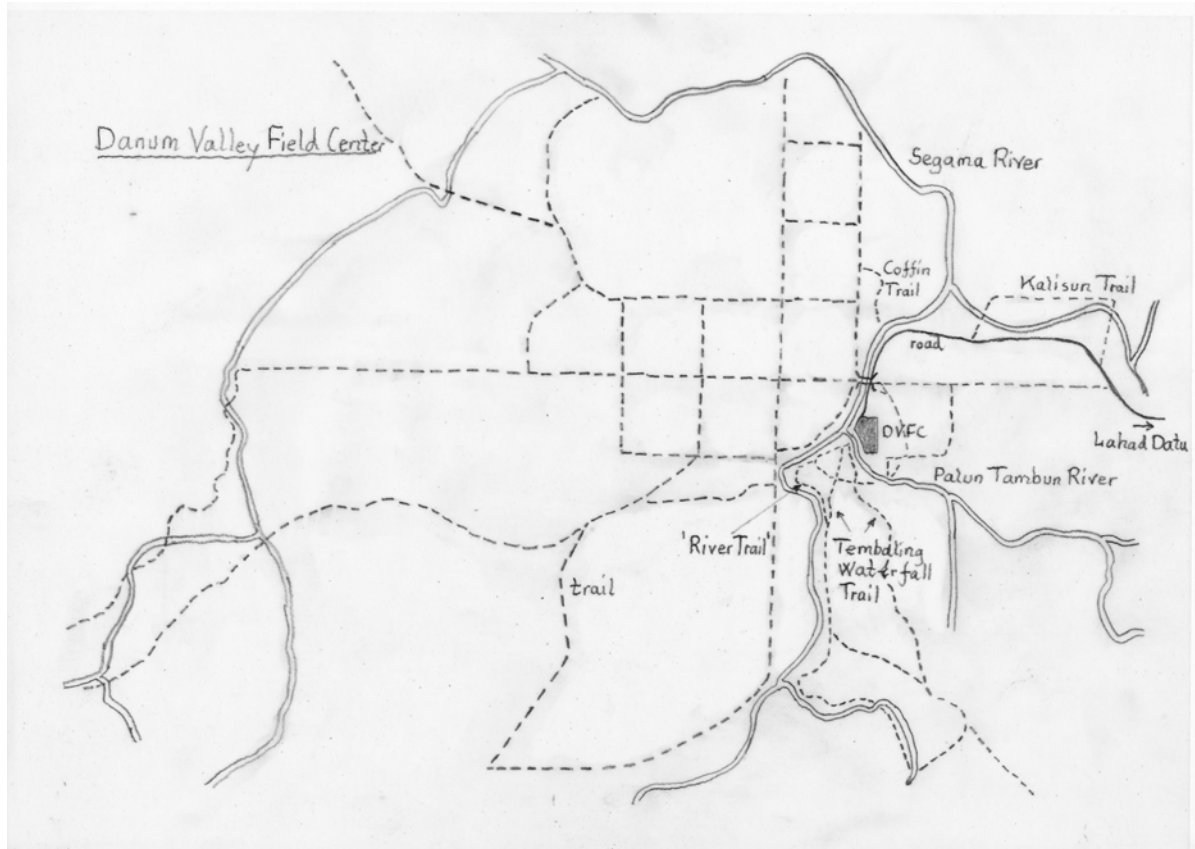 Danum Valley Field Center
Segama River
Coffin
Trail
Kalisun Trail
road
DVFC
Lahad Datu
Palun Tambun River
'River Trail'
Tembaling
Waterfall
Trail
trail